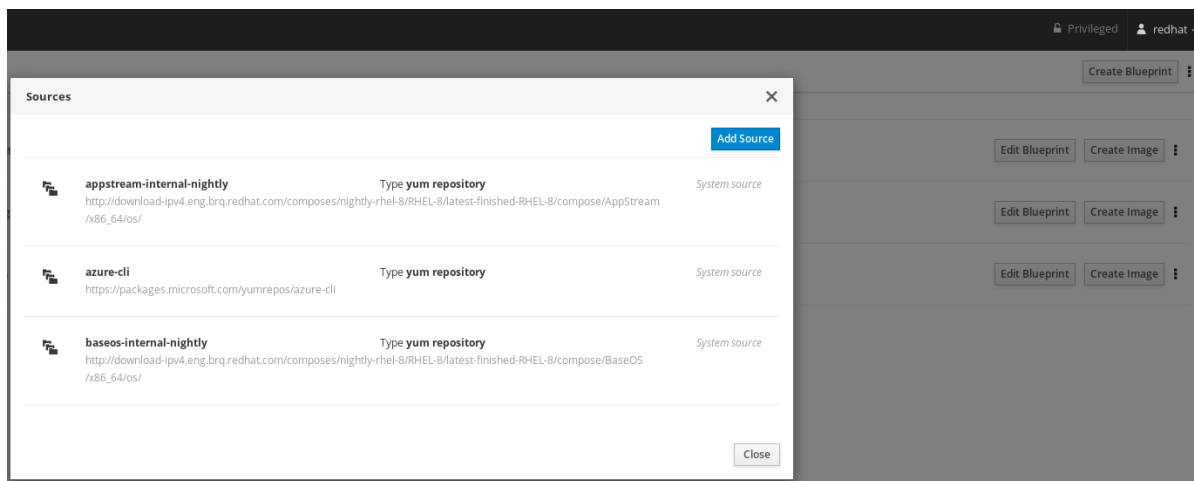 Privileged redhat
Create Blueprint
Sources
Add Source
appstream-internal-nightly Type yum repository System source
http://download-ipv4.eng.brq.redhat.com/composes/nightly-rhel-8/RHEL-8/latest-finished-RHEL-8/compose/AppStream
/x86_64/os/
azure-cli Type yum repository System source
https://packages.microsoft.com/yumrepos/azure-cli
baseos-internal-nightly Type yum repository System source
http://download-ipv4.eng.brq.redhat.com/composes/nightly-rhel-8/RHEL-8/latest-finished-RHEL-8/compose/BaseOS
/x86_64/os/
Close
Edit Blueprint Create Image
Edit Blueprint Create Image
Edit Blueprint Create Image